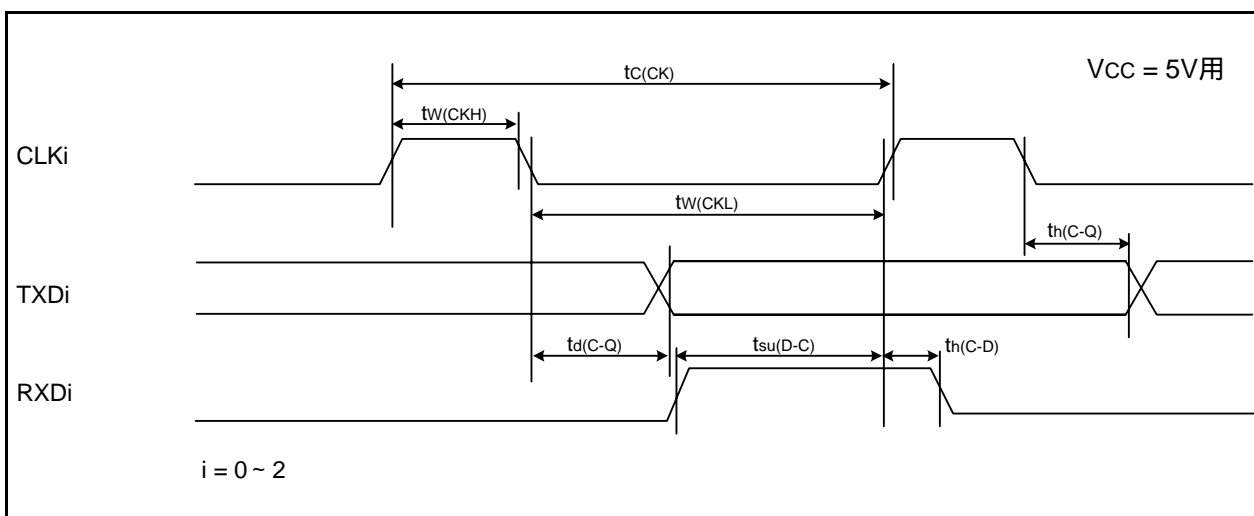 VCC = 5V用
tC(CK)
tW(CKH)
CLKi
tW(CKL)
th(C-Q)
TXDi
td(C-Q)
tsu(D-C)
th(C-D)
RXDi
i = 0 ~ 2